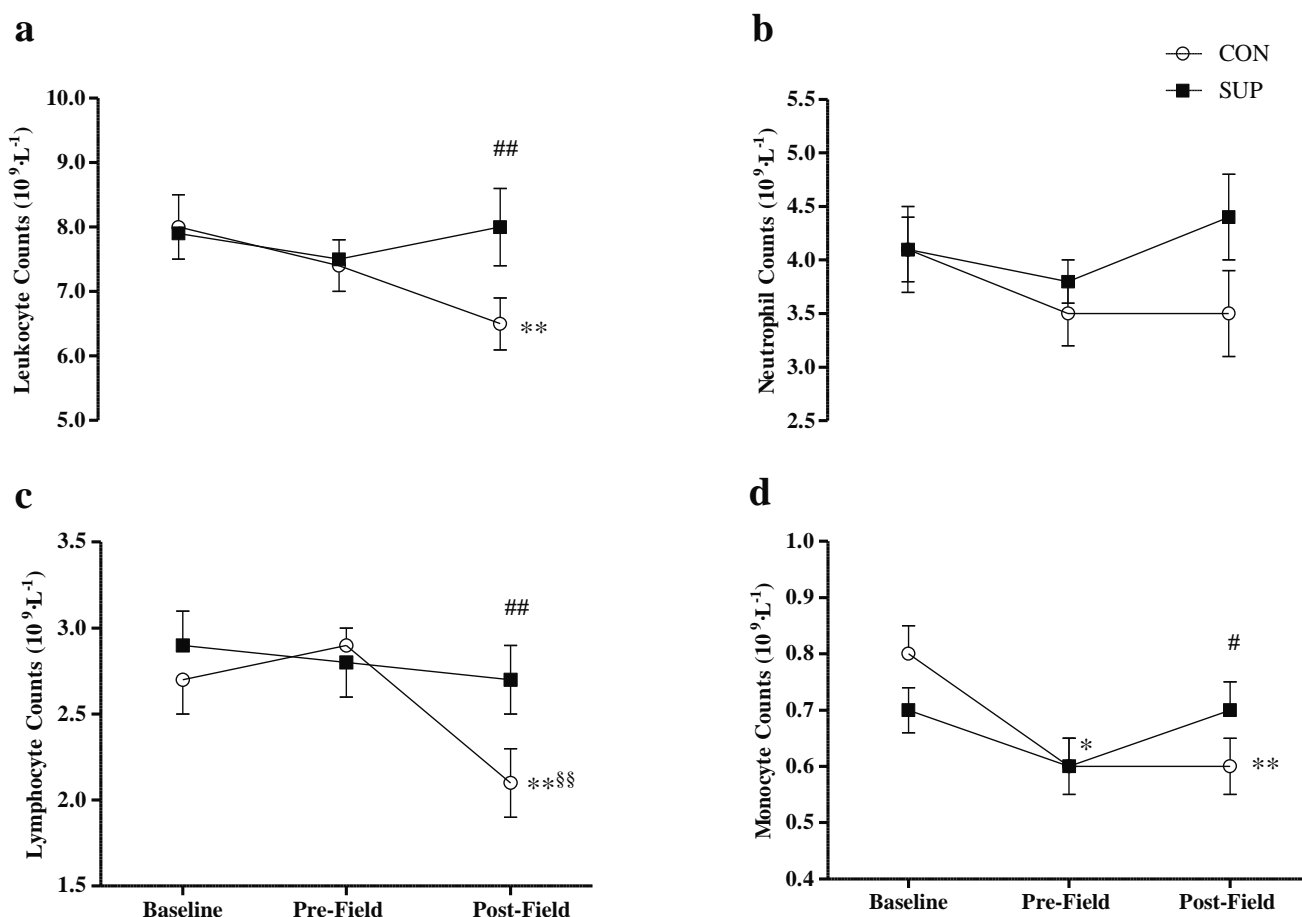 a
Leukocyte Counts (10⁹·L⁻¹)
10.0
9.0
8.0
7.0
6.0
5.0
##
**
b
CON
SUP
Neutrophil Counts (10⁹·L⁻¹)
5.5
5.0
4.5
4.0
3.5
3.0
2.5
c
Lymphocyte Counts (10⁹·L⁻¹)
3.5
3.0
2.5
2.0
1.5
##
**§§
Baseline Pre-Field Post-Field
d
Monocyte Counts (10⁹·L⁻¹)
1.0
0.9
0.8
0.7
0.6
0.5
0.4
#
*
**
Baseline Pre-Field Post-Field